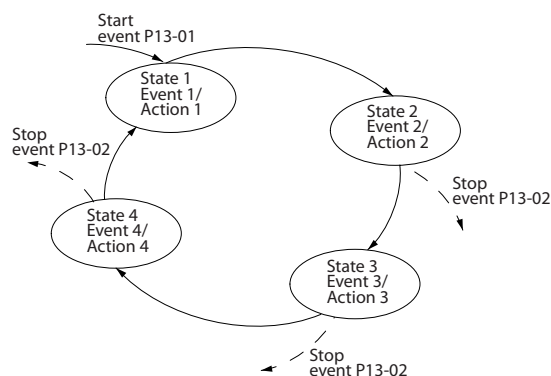 Start
event P13-01
State 1
Event 1/
Action 1
State 2
Event 2/
Action 2
Stop
event P13-02
Stop
event P13-02
State 4
Event 4/
Action 4
State 3
Event 3/
Action 3
Stop
event P13-02